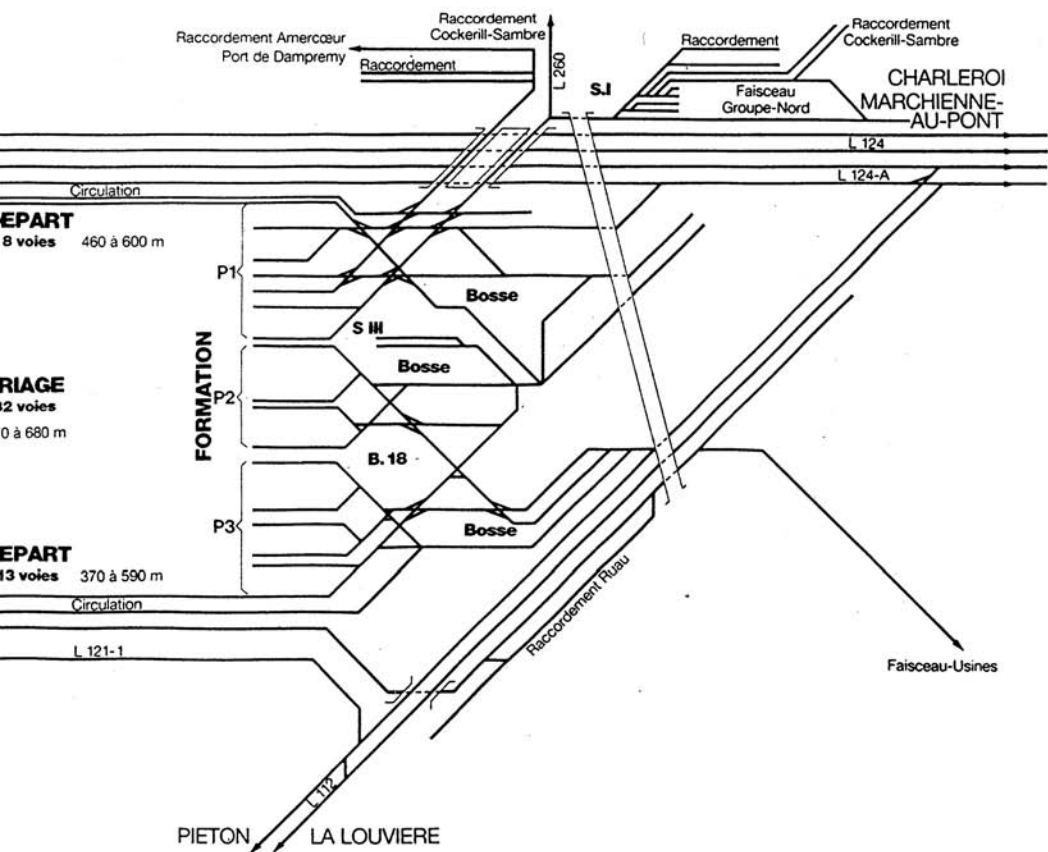 Raccordement Amercœur
Port de Dampremy
Raccordement
Raccordement
Cockerill-Sambre
L 260
S.I
Raccordement
Raccordement
Cockerill-Sambre
Faisceau
Groupe-Nord
CHARLEROI
MARCHIENNE-
AU-PONT
L 124
L 124-A
Circulation
EPART
8 voies 460 à 600 m
P1
Bosse
S III
FORMATION
Bosse
RIAGE
32 voies
0 à 680 m
P2
B.18
P3
Bosse
EPART
13 voies 370 à 590 m
Circulation
L 121-1
Raccordement Ruau
Faisceau-Usines
L 112
PIETON
LA LOUVIERE